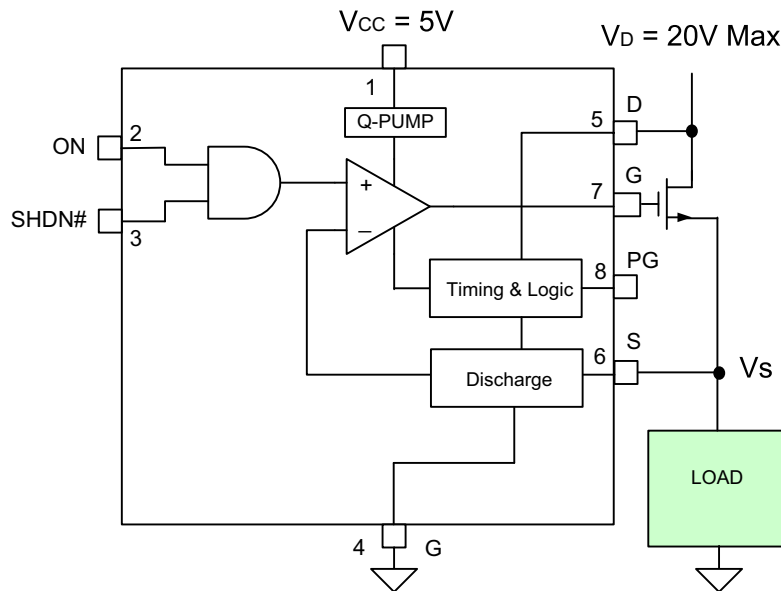 VCC = 5V
VD = 20V Max
1
Q-PUMP
5
D
ON
2
+
7
G
SHDN#
3
–
8
PG
Timing & Logic
6
S
Vs
Discharge
LOAD
4
G